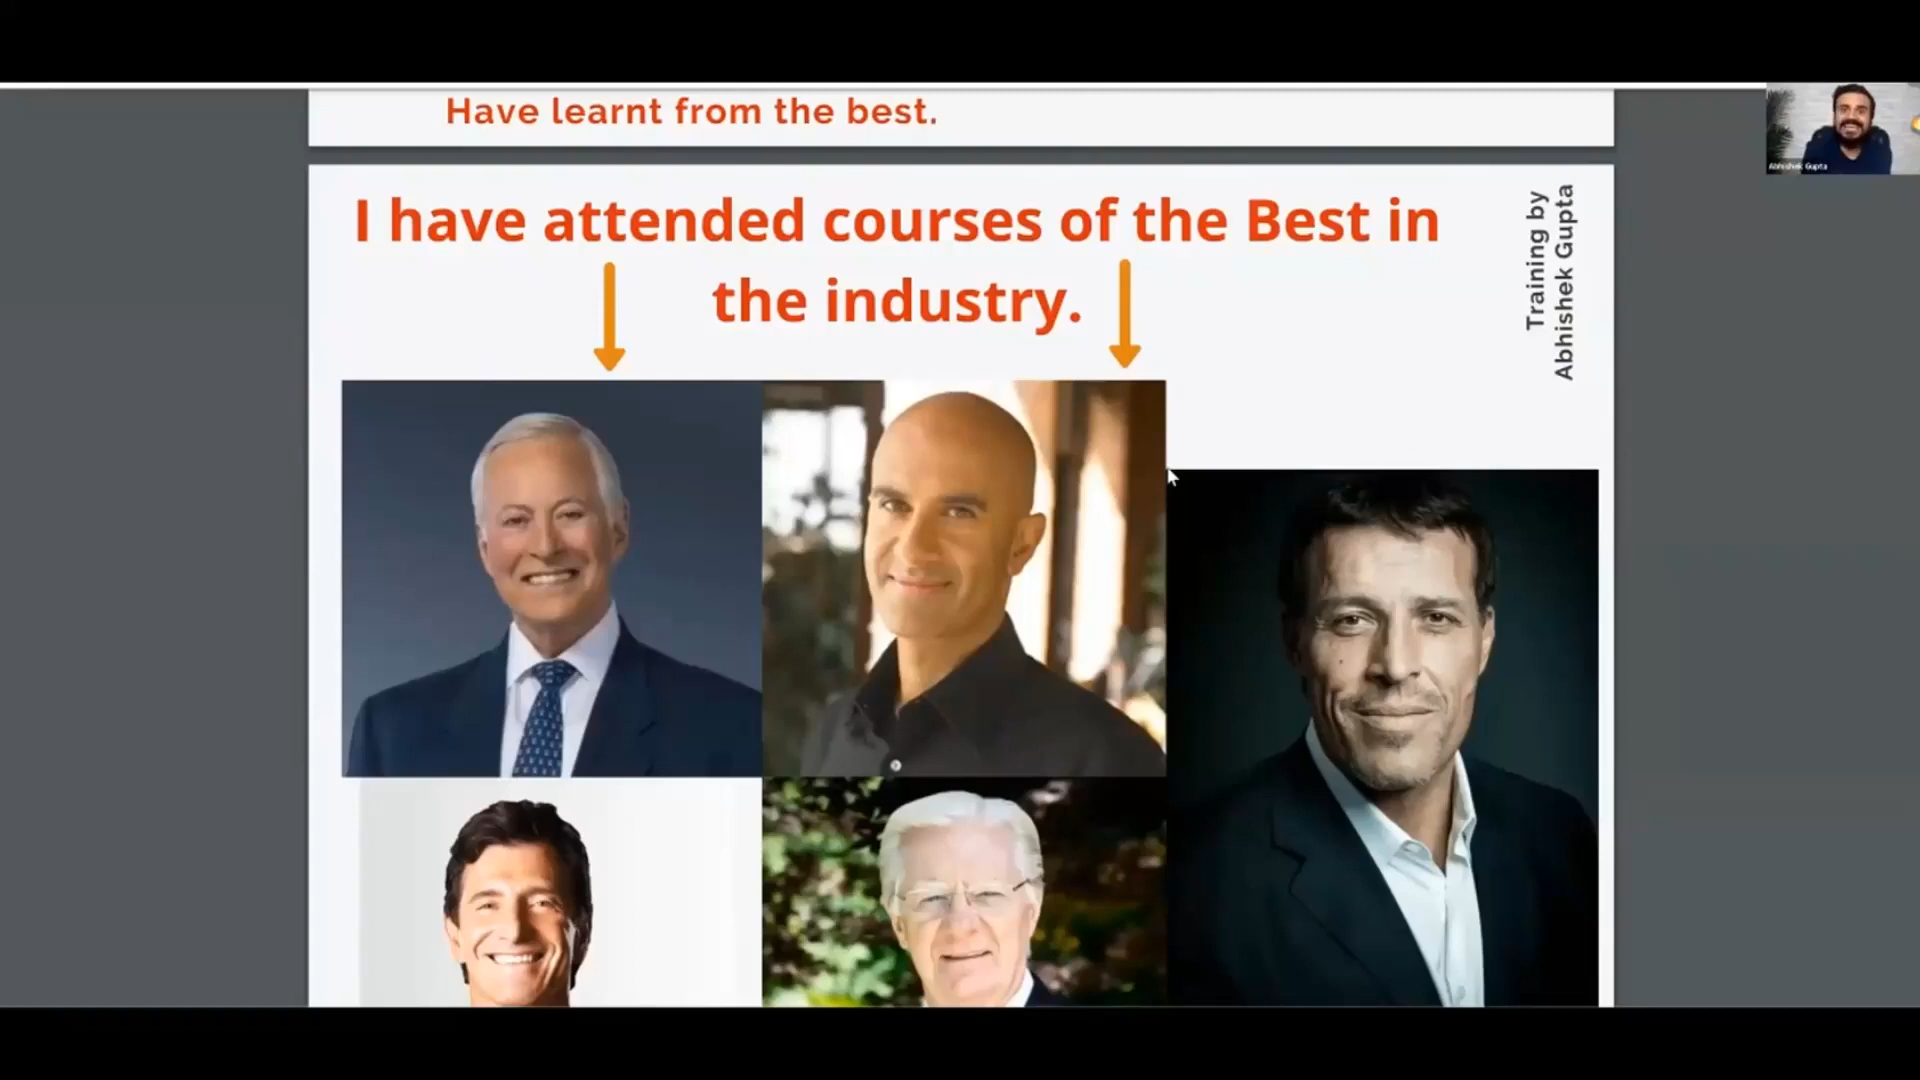 Have learnt from the best.
Abhishek Gupta
I have attended courses of the Best in
the industry.
Training by
Abhishek Gupta